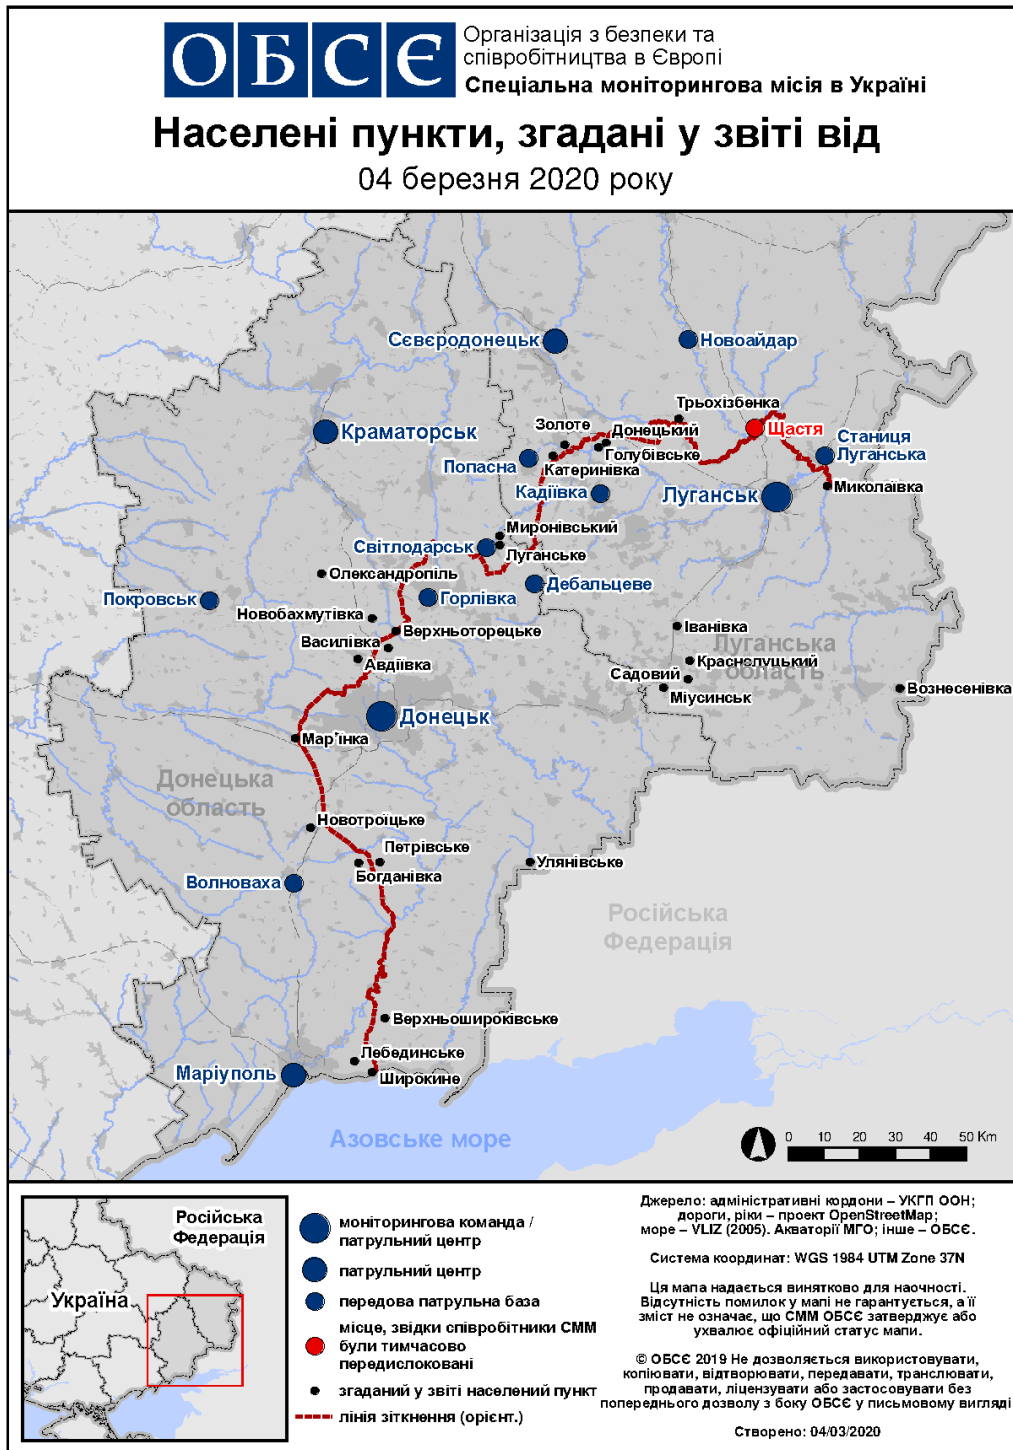 ОБСЄ
Організація з безпеки та
співробітництва в Європі
Спеціальна моніторингова місія в Україні
Населені пункти, згадані у звіті від
04 березня 2020 року
Сєвєродонецьк
Новоайдар
Трьохізбенка
Щастя
Золоте
Донецький
Краматорськ
Голубівське
Станиця
Луганська
Попасна
Катеринівка
Кадіївка
Луганськ
Миколаївка
Миронівський
Світлодарськ
Луганське
Олександропіль
Дебальцеве
Покровськ
Горлівка
Новобахмутівка
Верхньоторецьке
Іванівка
Василівка
Авдіївка
Луганська
область
Краснолуцький
Садовий
Міусинськ
Вознесенівка
Донецьк
Мар'їнка
Донецька
область
Новотроїцьке
Петрівське
Богданівка
Улянівське
Волноваха
Російська
Федерація
Верхньошироківське
Лебединське
Маріуполь
Широкине
Азовське море
0 10 20 30 40 50 Km
Російська
Федерація
Україна
моніторингова команда /
патрульний центр
патрульний центр
передова патрульна база
місце, звідки співробітники СММ
були тимчасово
передислоковані
згаданий у звіті населений пункт
лінія зіткнення (орієнт.)
Джерело: адміністративні кордони – УКГП ООН;
дороги, ріки – проект OpenStreetMap;
море – VLIZ (2005). Акваторії МГО; інше – ОБСЄ.
Система координат: WGS 1984 UTM Zone 37N
Ця мапа надається винятково для наочності.
Відсутність помилок у мапі не гарантується, а її
зміст не означає, що СММ ОБСЄ затверджує або
ухвалює офіційний статус мапи.
© ОБСЄ 2019 Не дозволяється використовувати,
копіювати, відтворювати, передавати, транслювати,
продавати, ліцензувати або застосовувати без
попереднього дозволу з боку ОБСЄ у письмовому вигляді
Створено: 04/03/2020